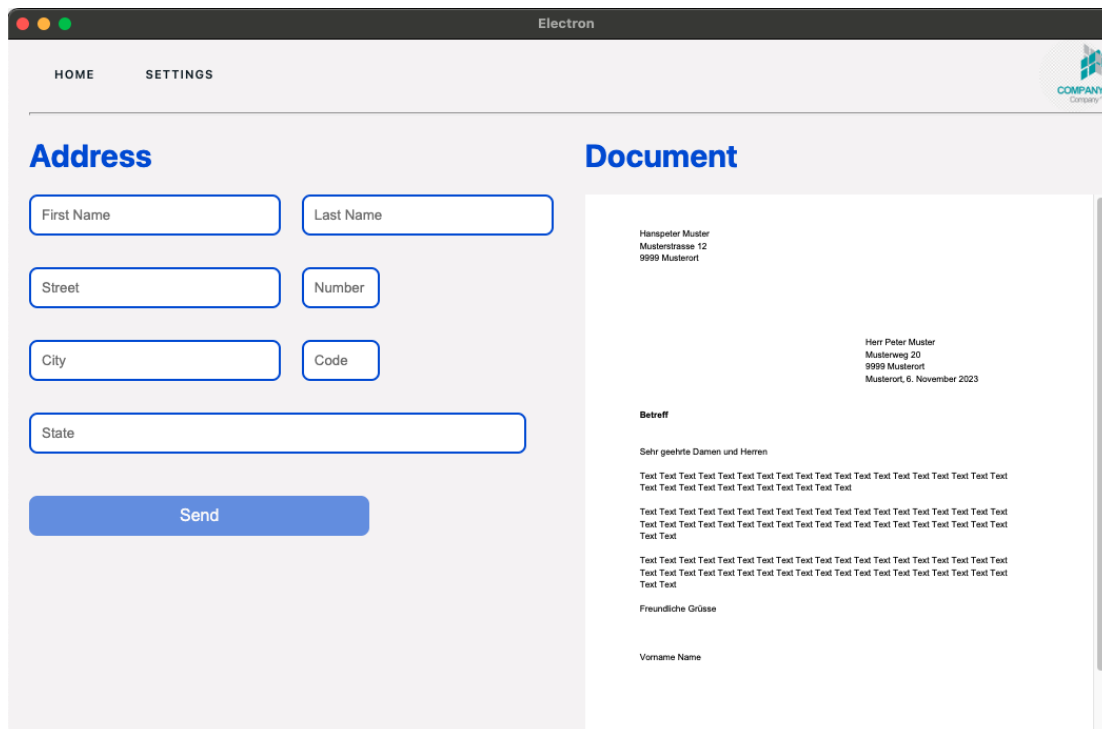 Electron
HOME SETTINGS
COMPANY
Company
Address
First Name Last Name
Street Number
City Code
State
Send
Document
Hanspeter Muster
Musterstrasse 12
9999 Musterort
Herr Peter Muster
Musterweg 20
9999 Musterort
Musterort, 6. November 2023
Betreff
Sehr geehrte Damen und Herren
Text Text Text Text Text Text Text Text Text Text Text Text Text Text Text Text Text Text Text
Text Text Text Text Text Text Text Text Text Text Text
Text Text Text Text Text Text Text Text Text Text Text Text Text Text Text Text Text Text Text
Text Text Text Text Text Text Text Text Text Text Text Text Text Text Text Text Text Text Text
Text Text
Text Text Text Text Text Text Text Text Text Text Text Text Text Text Text Text Text Text Text
Text Text Text Text Text Text Text Text Text Text Text Text Text Text Text Text Text Text Text
Text Text
Freundliche Grüsse
Vorname Name